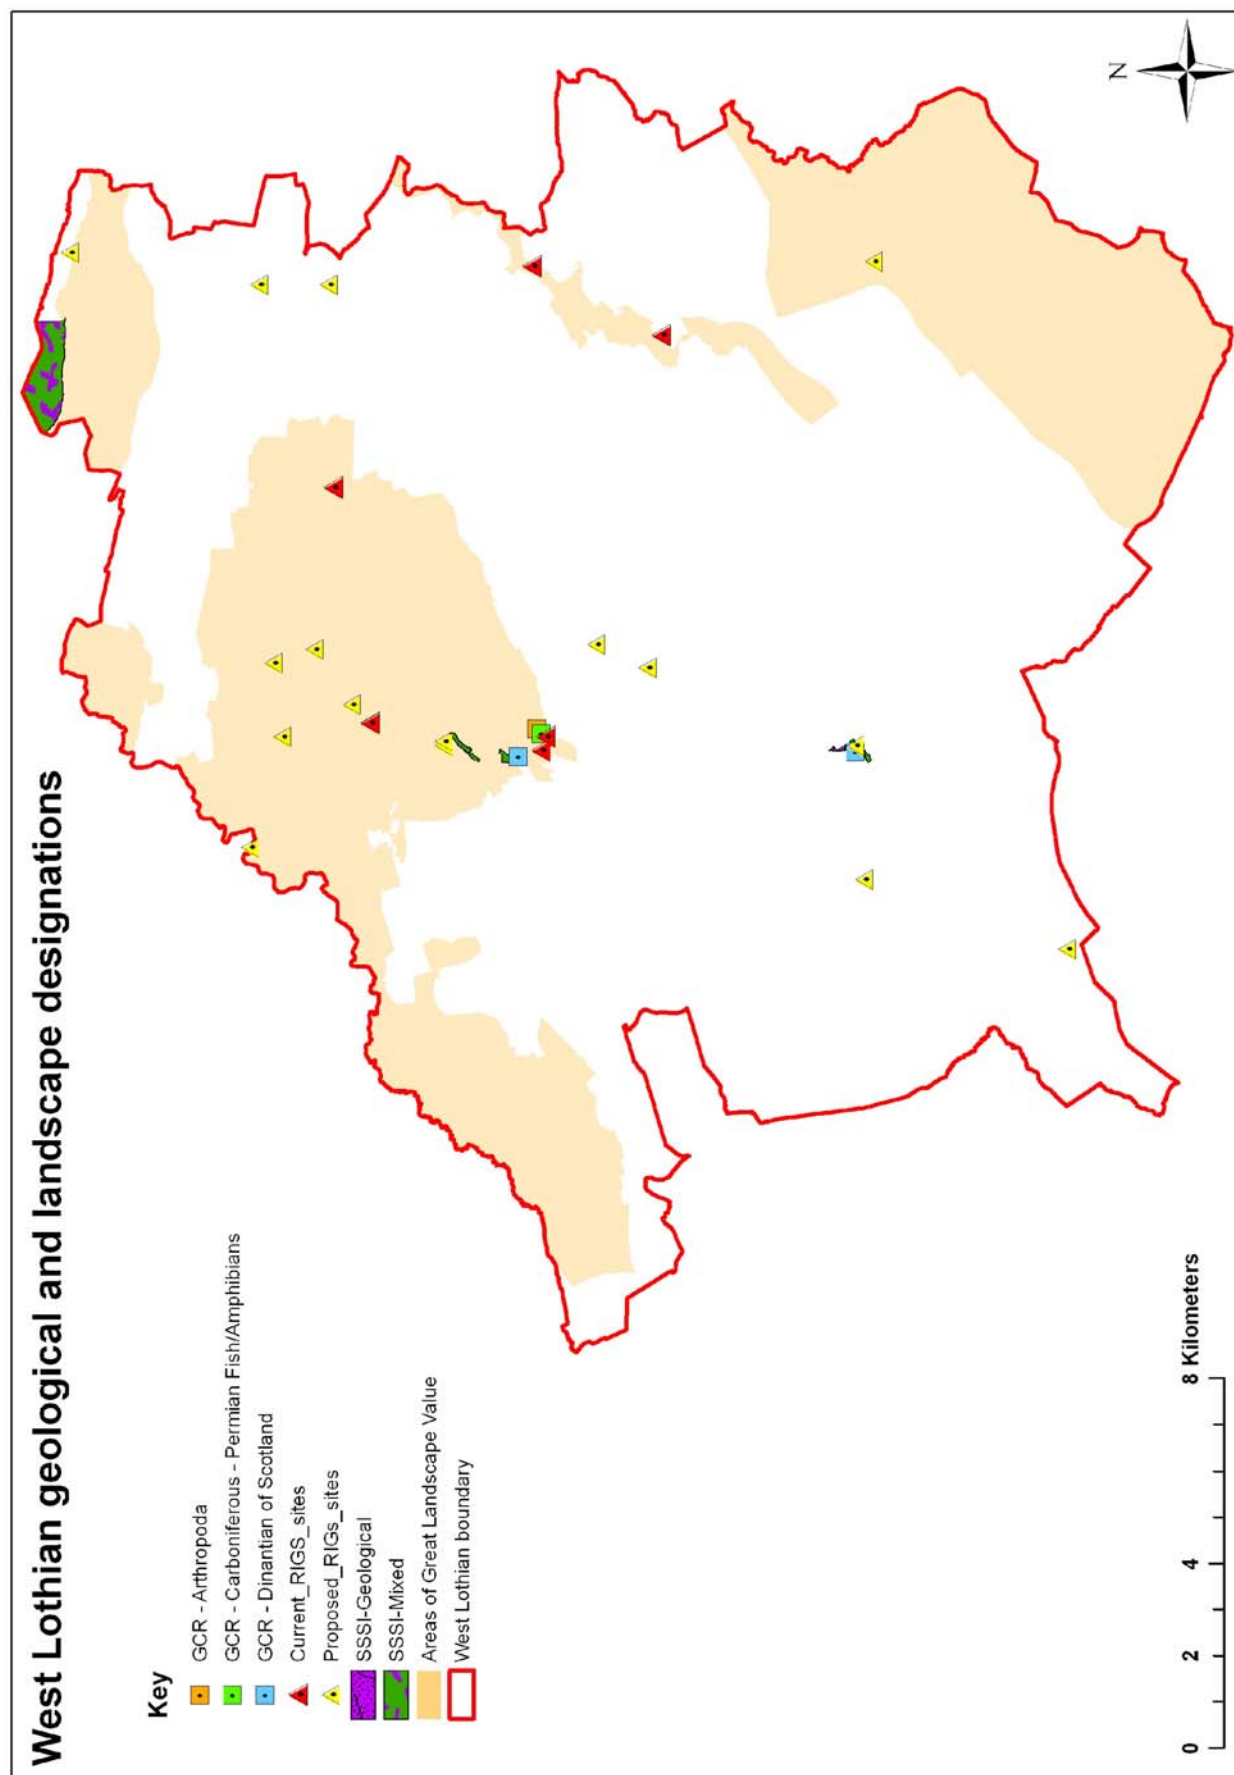 West Lothian geological and landscape designations
N
Key
GCR - Arthropoda
GCR - Carboniferous - Permian Fish/Amphibians
GCR - Dinantian of Scotland
Current_RIGS_sites
Proposed_RIGs_sites
SSSI-Geological
SSSI-Mixed
Areas of Great Landscape Value
West Lothian boundary
0 2 4 8 Kilometers